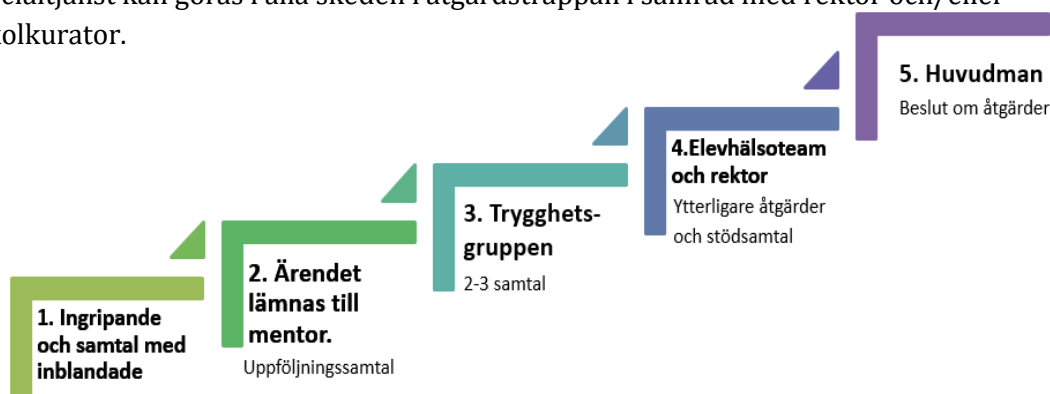 kan göras i alla skeden i åtgärdstrappan i samråd med rektor och/eller
kolkurator.
1. Ingripande
och samtal med
inblandade
2. Ärendet
lämnas till
mentor.
Uppföljningssamtal
3. Trygghets-
gruppen
2-3 samtal
4.Elevhälsoteam
och rektor
Ytterligare åtgärder
och stödsamtal
5. Huvudman
Beslut om åtgärder